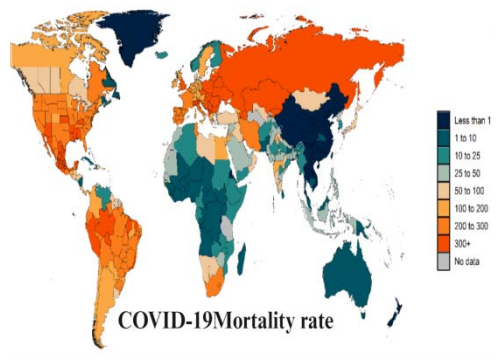 Less than 1
1 to 10
10 to 25
25 to 50
50 to 100
100 to 200
200 to 300
300+
No data
COVID-19Mortality rate